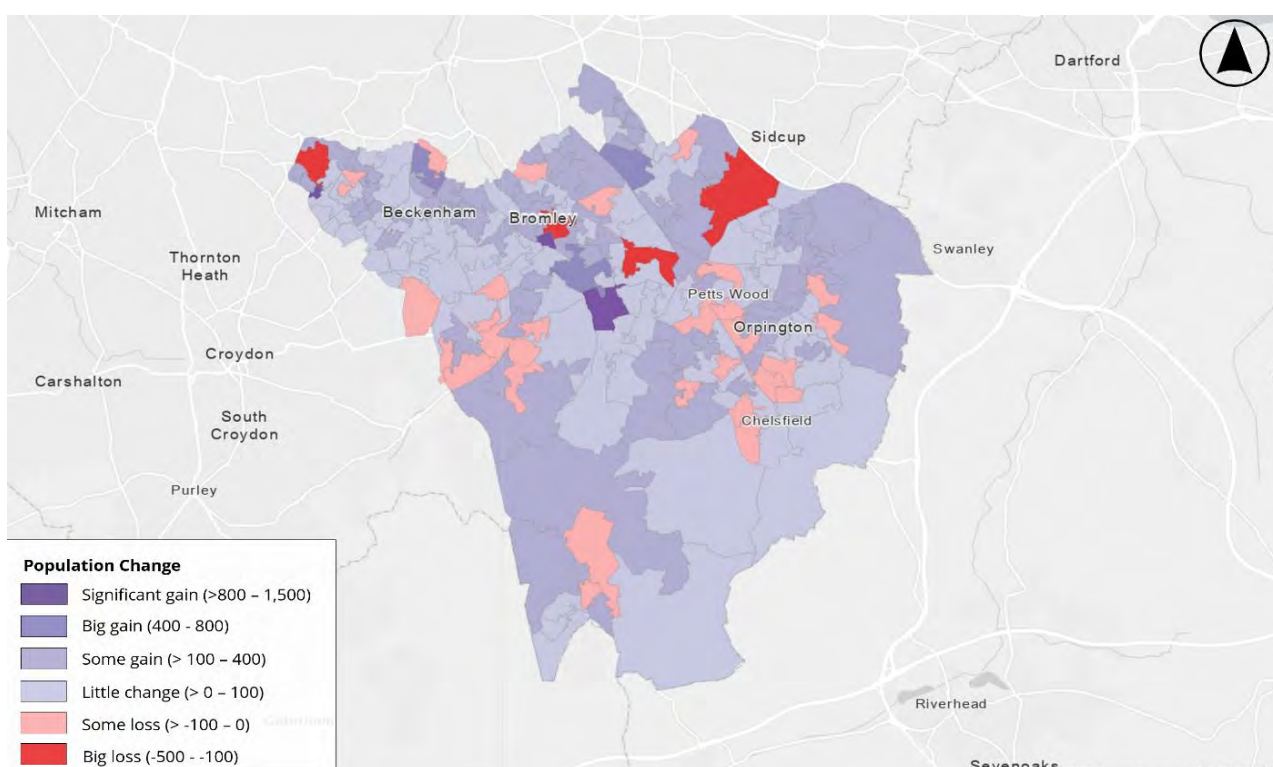 Dartford
Sidcup
Mitcham
Beckenham
Bromley
Thornton
Heath
Swanley
Petts Wood
Orpington
Croydon
Carshalton
South
Croydon
Chelsfield
Purley
Population Change
Significant gain (>800 – 1,500)
Big gain (400 - 800)
Some gain (> 100 – 400)
Little change (> 0 – 100)
Some loss (> -100 – 0)
Big loss (-500 - -100)
Riverhead
Sevenoaks